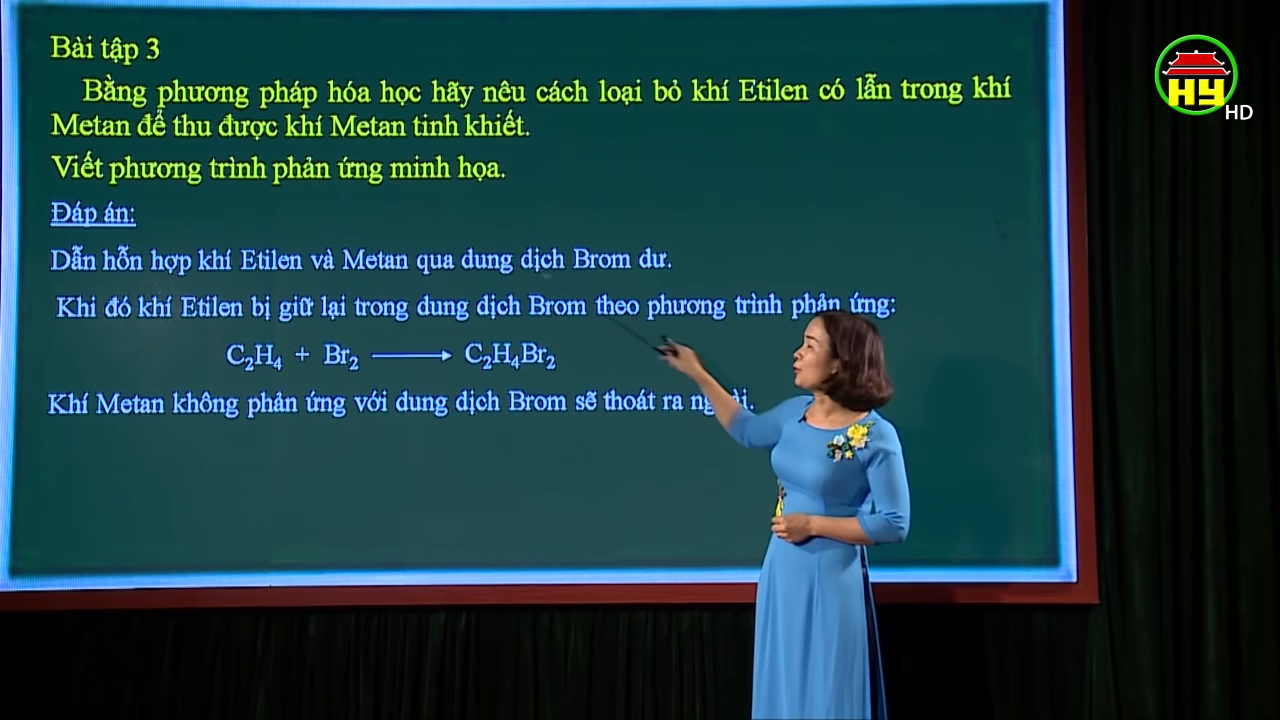 Bài tập 3
Bằng phương pháp hóa học hãy nêu cách loại bỏ khí Etilen có lẫn trong khí
Metan để thu được khí Metan tinh khiết.
Viết phương trình phản ứng minh họa.
Đáp án:
Dẫn hỗn hợp khí Etilen và Metan qua dung dịch Brom dư.
Khi đó khí Etilen bị giữ lại trong dung dịch Brom theo phương trình phản ứng:
C₂H₄ + Br₂ ⟶ C₂H₄Br₂
Khí Metan không phản ứng với dung dịch Brom sẽ thoát ra
HY
HD